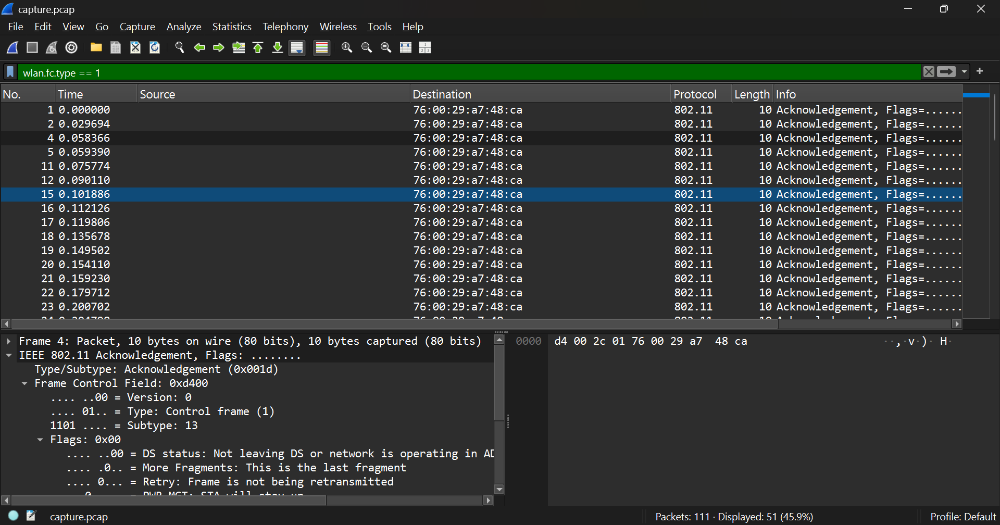 capture.pcap
File Edit View Go Capture Analyze Statistics Telephony Wireless Tools Help
wlan.fc.type == 1
No. Time Source Destination Protocol Length Info
1 0.000000 76:00:29:a7:48:ca 802.11 10 Acknowledgement, Flags=......
2 0.029694 76:00:29:a7:48:ca 802.11 10 Acknowledgement, Flags=......
4 0.058366 76:00:29:a7:48:ca 802.11 10 Acknowledgement, Flags=......
5 0.059390 76:00:29:a7:48:ca 802.11 10 Acknowledgement, Flags=......
11 0.075774 76:00:29:a7:48:ca 802.11 10 Acknowledgement, Flags=......
12 0.090110 76:00:29:a7:48:ca 802.11 10 Acknowledgement, Flags=......
15 0.101886 76:00:29:a7:48:ca 802.11 10 Acknowledgement, Flags=......
16 0.112126 76:00:29:a7:48:ca 802.11 10 Acknowledgement, Flags=......
17 0.119806 76:00:29:a7:48:ca 802.11 10 Acknowledgement, Flags=......
18 0.135678 76:00:29:a7:48:ca 802.11 10 Acknowledgement, Flags=......
19 0.149502 76:00:29:a7:48:ca 802.11 10 Acknowledgement, Flags=......
20 0.154110 76:00:29:a7:48:ca 802.11 10 Acknowledgement, Flags=......
21 0.159230 76:00:29:a7:48:ca 802.11 10 Acknowledgement, Flags=......
22 0.179712 76:00:29:a7:48:ca 802.11 10 Acknowledgement, Flags=......
23 0.200702 76:00:29:a7:48:ca 802.11 10 Acknowledgement, Flags=......
Frame 4: Packet, 10 bytes on wire (80 bits), 10 bytes captured (80 bits)
IEEE 802.11 Acknowledgement, Flags: ........
Type/Subtype: Acknowledgement (0x001d)
Frame Control Field: 0xd400
.... ..00 = Version: 0
.... 01.. = Type: Control frame (1)
1101 .... = Subtype: 13
Flags: 0x00
.... ..00 = DS status: Not leaving DS or network is operating in AD
.... .0.. = More Fragments: This is the last fragment
.... 0... = Retry: Frame is not being retransmitted
0000 d4 00 2c 01 76 00 29 a7 48 ca ··,·v·)· H·
capture.pcap
Packets: 111 · Displayed: 51 (45.9%)
Profile: Default